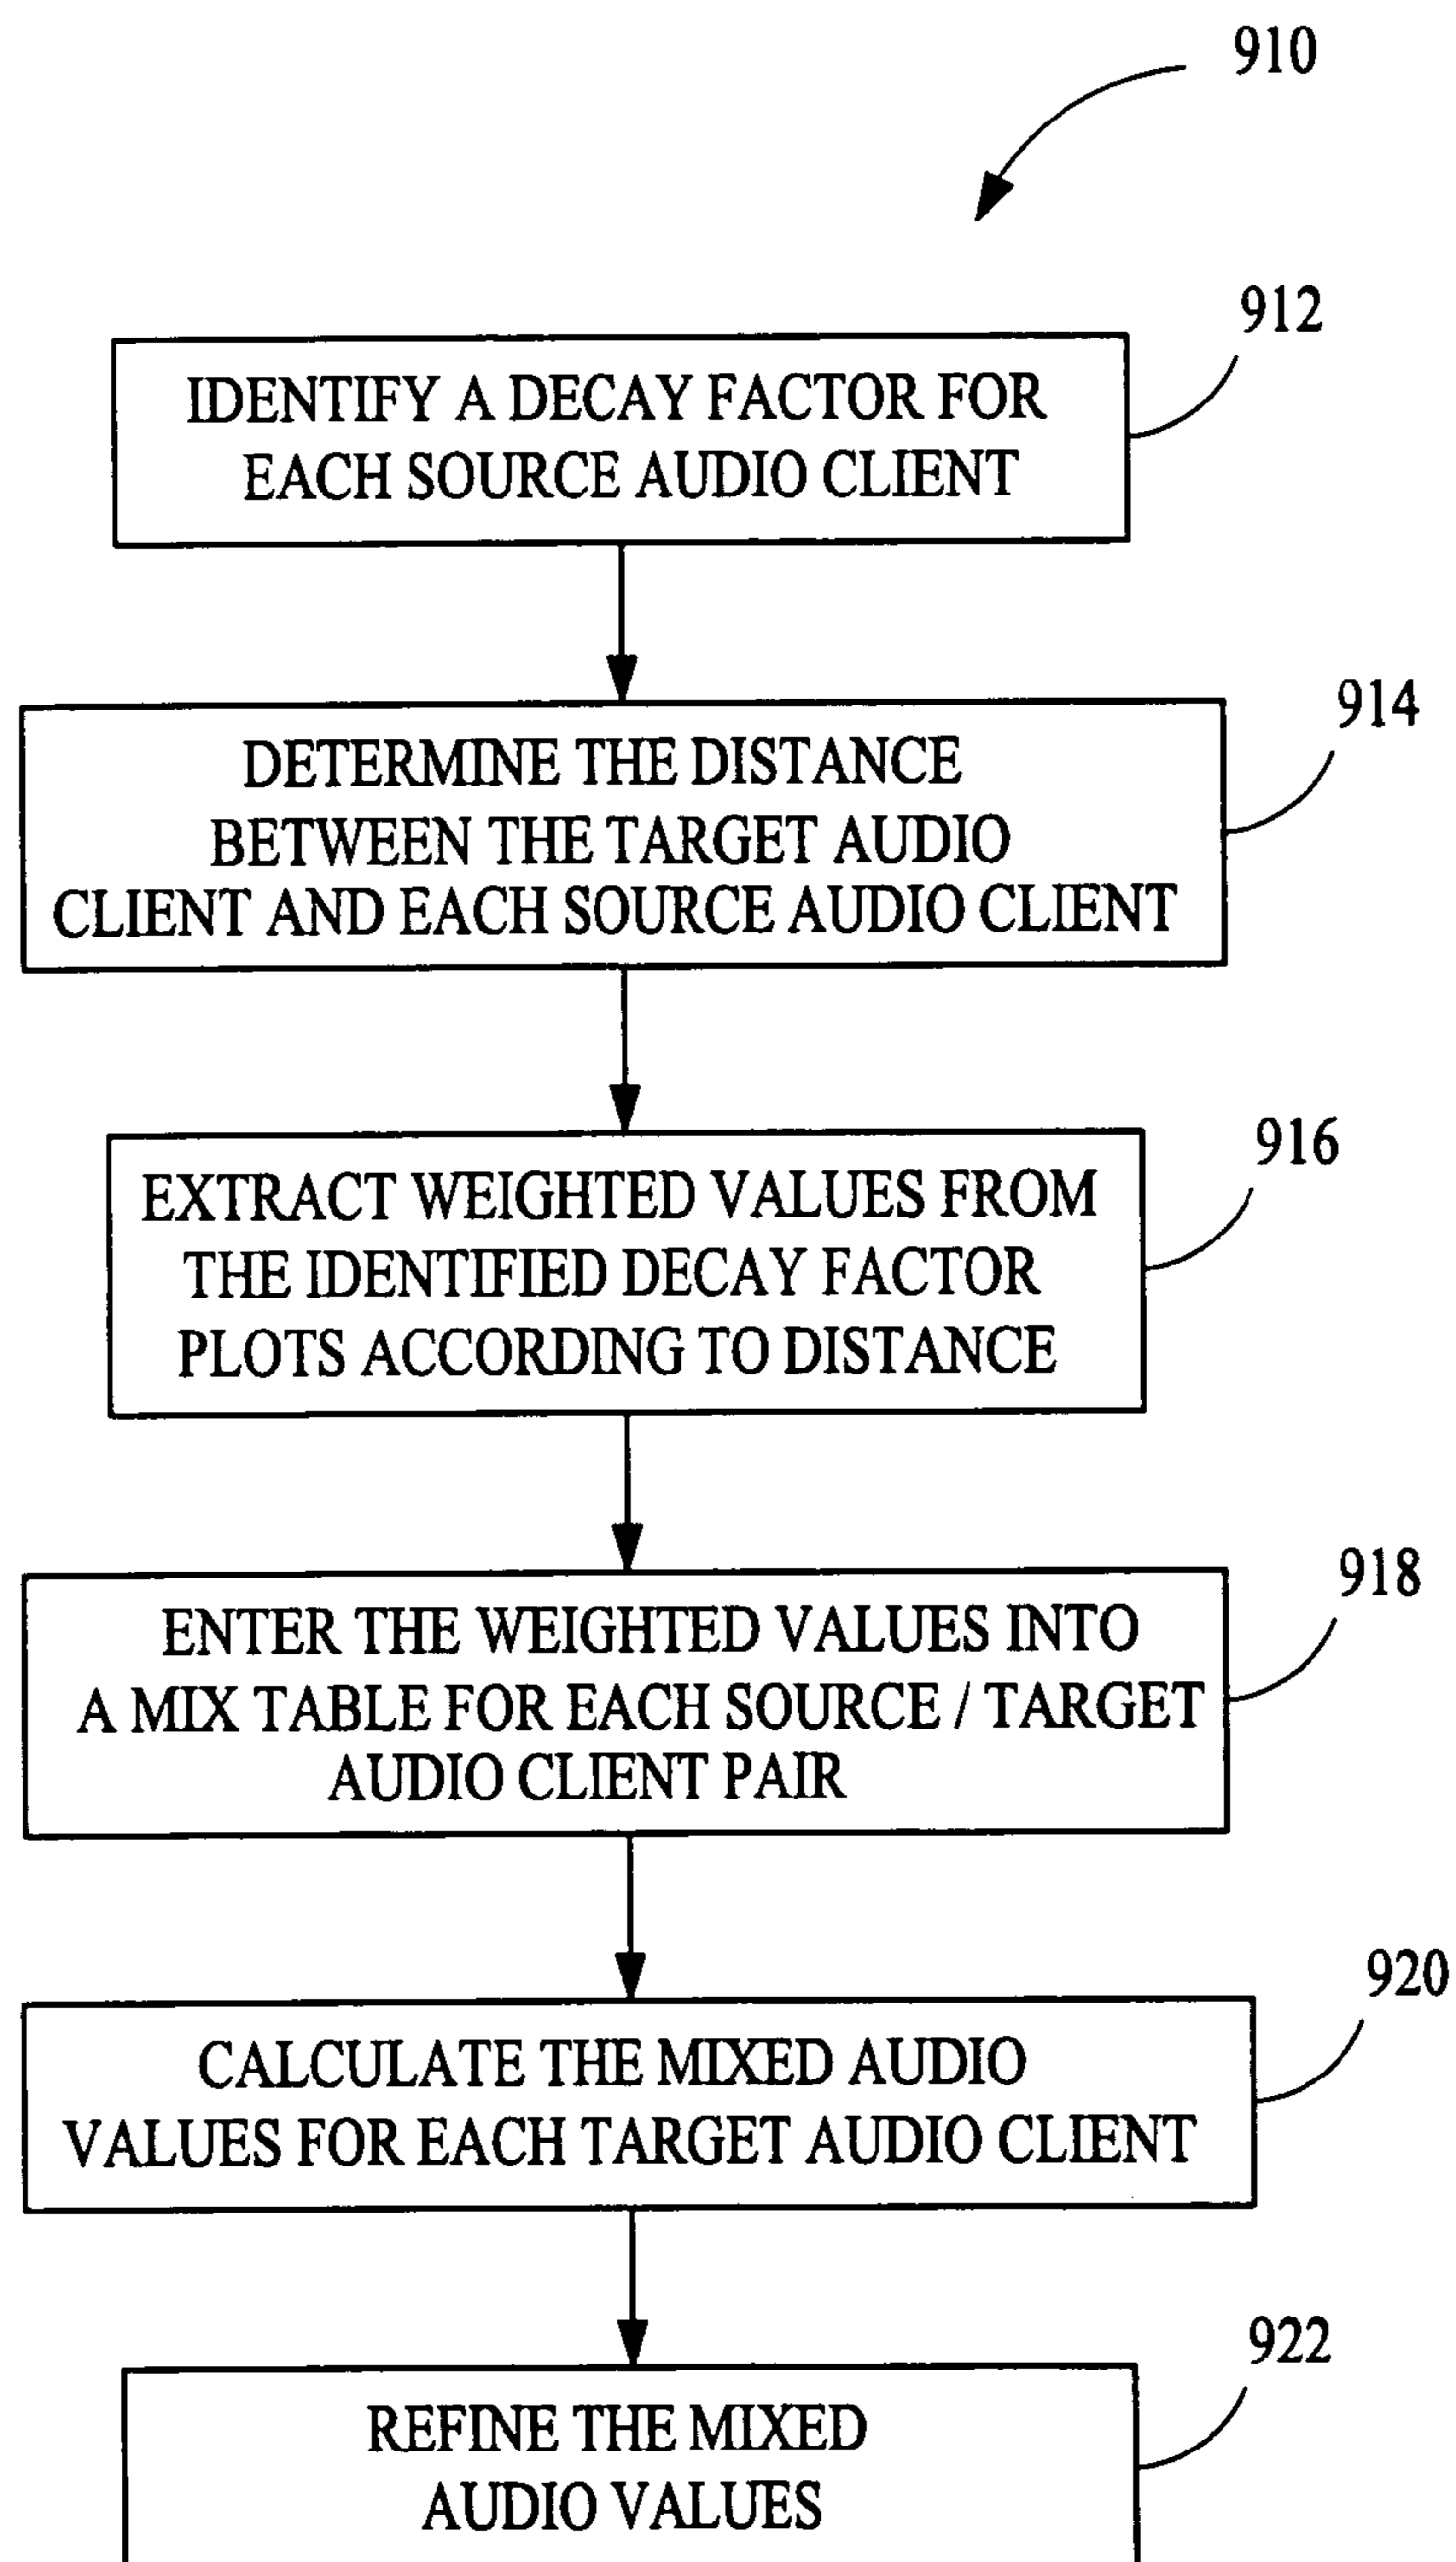 910
912
IDENTIFY A DECAY FACTOR FOR
EACH SOURCE AUDIO CLIENT
914
DETERMINE THE DISTANCE
BETWEEN THE TARGET AUDIO
CLIENT AND EACH SOURCE AUDIO CLIENT
916
EXTRACT WEIGHTED VALUES FROM
THE IDENTIFIED DECAY FACTOR
PLOTS ACCORDING TO DISTANCE
918
ENTER THE WEIGHTED VALUES INTO
A MIX TABLE FOR EACH SOURCE / TARGET
AUDIO CLIENT PAIR
920
CALCULATE THE MIXED AUDIO
VALUES FOR EACH TARGET AUDIO CLIENT
922
REFINE THE MIXED
AUDIO VALUES